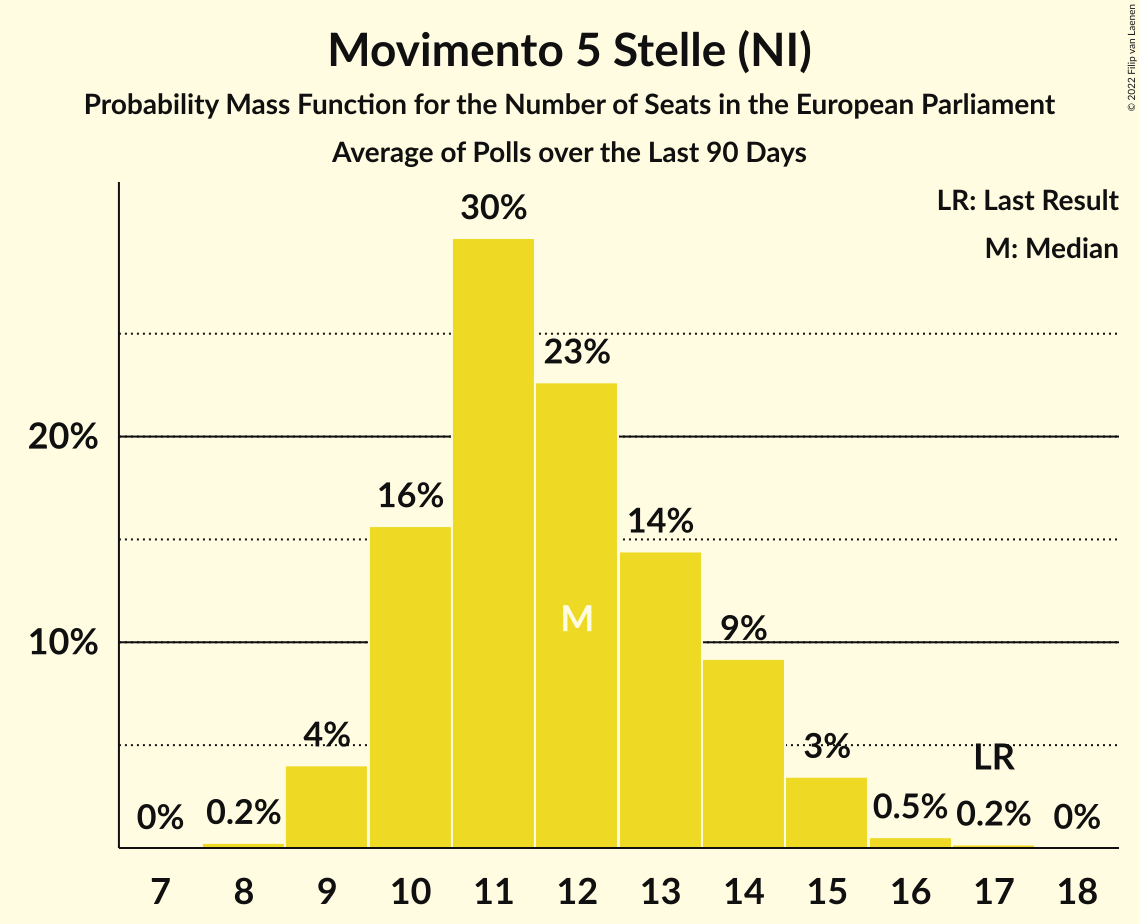 Movimento 5 Stelle (NI)
Probability Mass Function for the Number of Seats in the European Parliament
Average of Polls over the Last 90 Days
© 2022 Filip van Laenen
LR: Last Result
M: Median
30%
23%
20%
16%
14%
M
10%
9%
4%
3%
LR
0%
0.2%
0.5%
0.2%
0%
7 8 9 10 11 12 13 14 15 16 17 18